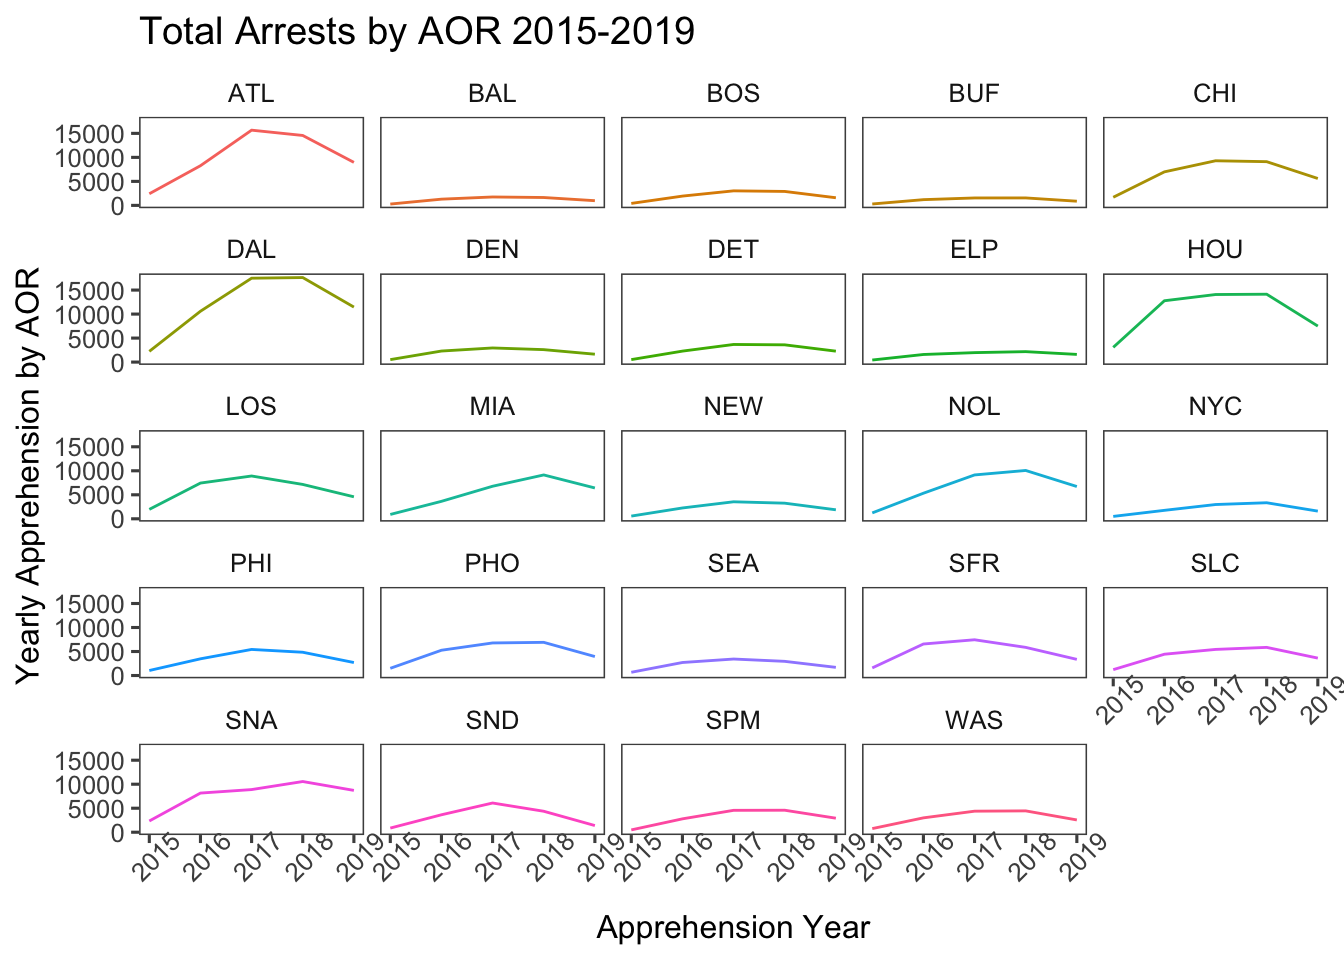 Total Arrests by AOR 2015-2019
ATL BAL BOS BUF CHI
15000
10000
5000
0
DAL DEN DET ELP HOU
15000
10000
5000
0
LOS MIA NEW NOL NYC
15000
10000
5000
0
PHI PHO SEA SFR SLC
15000
10000
5000
0
2015 2016 2017 2018 2019
SNA SND SPM WAS
15000
10000
5000
0
2015 2016 2017 2018 2019 2015 2016 2017 2018 2019 2015 2016 2017 2018 2019 2015 2016 2017 2018 2019
Yearly Apprehension by AOR
Apprehension Year